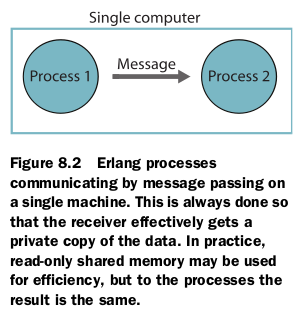 Single computer
Message
Process 1
Process 2
Figure 8.2 Erlang processes
communicating by message passing on
a single machine. This is always done so
that the receiver effectively gets a
private copy of the data. In practice,
read-only shared memory may be used
for efficiency, but to the processes the
result is the same.